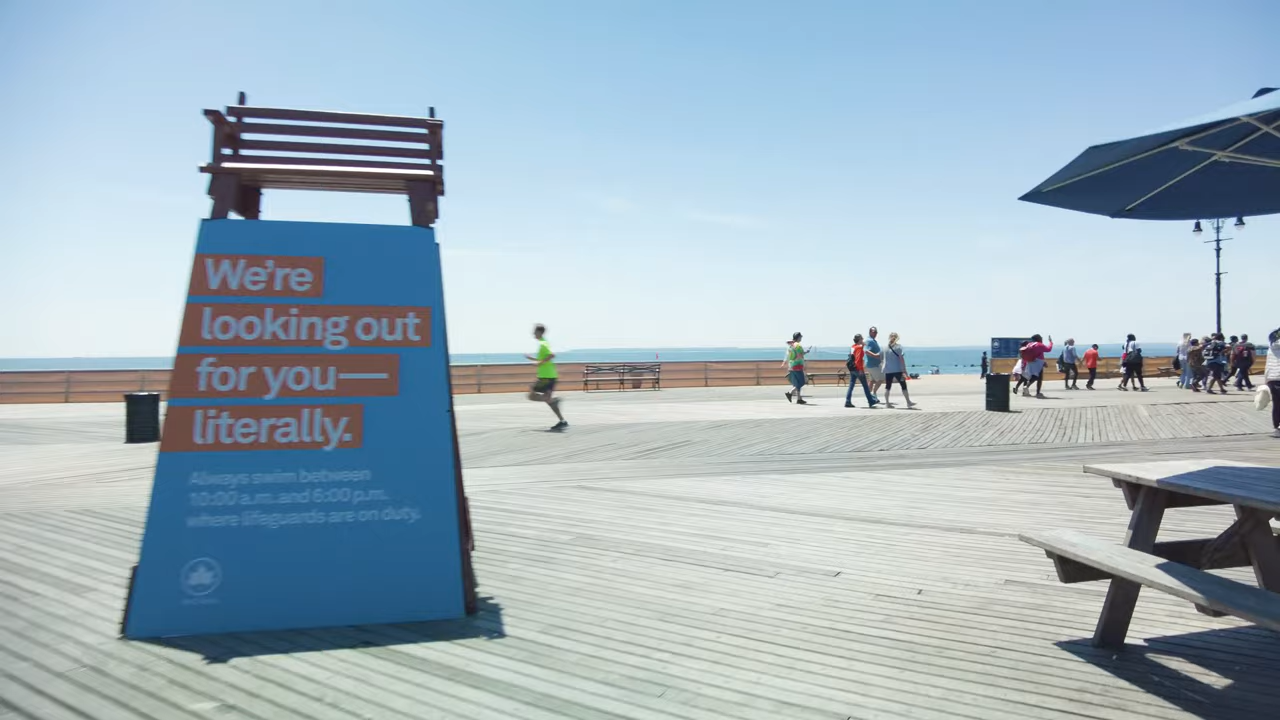 We're
looking out
for you—
literally.
Always swim between
10:00 a.m. and 6:00 p.m.
where lifeguards are on duty.